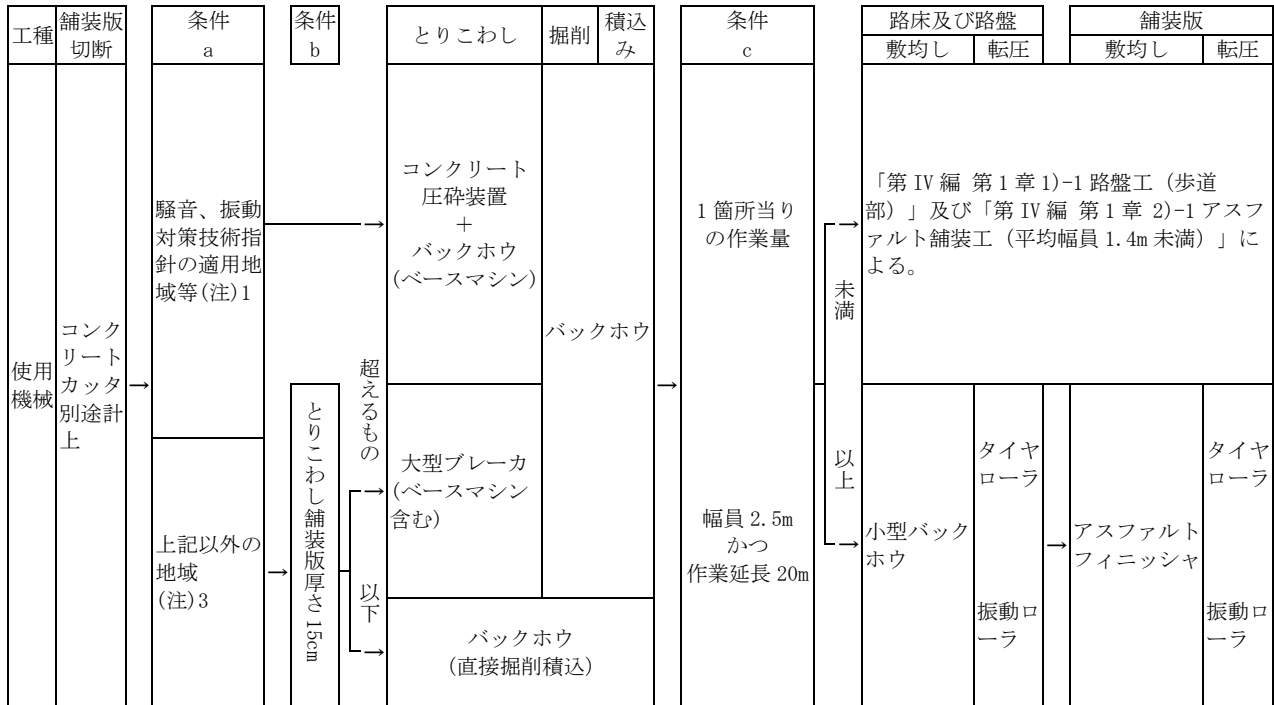 工種
舗装版
切断
条件
a
条件
b
とりこわし
掘削
積込
み
条件
c
路床及び路盤
敷均し
転圧
舗装版
敷均し
転圧
使用
機械
コンク
リート
カッタ
別途計
上
→
騒音、振動
対策技術指
針の適用地
域等(注)1
→
コンクリート
圧砕装置
+
バックホウ
(ベースマシン)
上記以外の
地域
(注)3
→
とりこわし舗装版厚さ15cm
超えるもの
→
大型ブレーカ
(ベースマシン
含む)
以下
→
バックホウ
(直接掘削積込)
バックホウ
→
1箇所当り
の作業量
幅員2.5m
かつ
作業延長20m
→
未満
「第IV編 第1章1)-1路盤工(歩道
部)」及び「第IV編 第1章 2)-1アスフ
ァルト舗装工(平均幅員1.4m未満)」に
よる。
以上
→
小型バック
ホウ
タイヤ
ローラ
振動ロ
ーラ
→
アスファルト
フィニッシャ
タイヤ
ローラ
振動ロ
ーラ